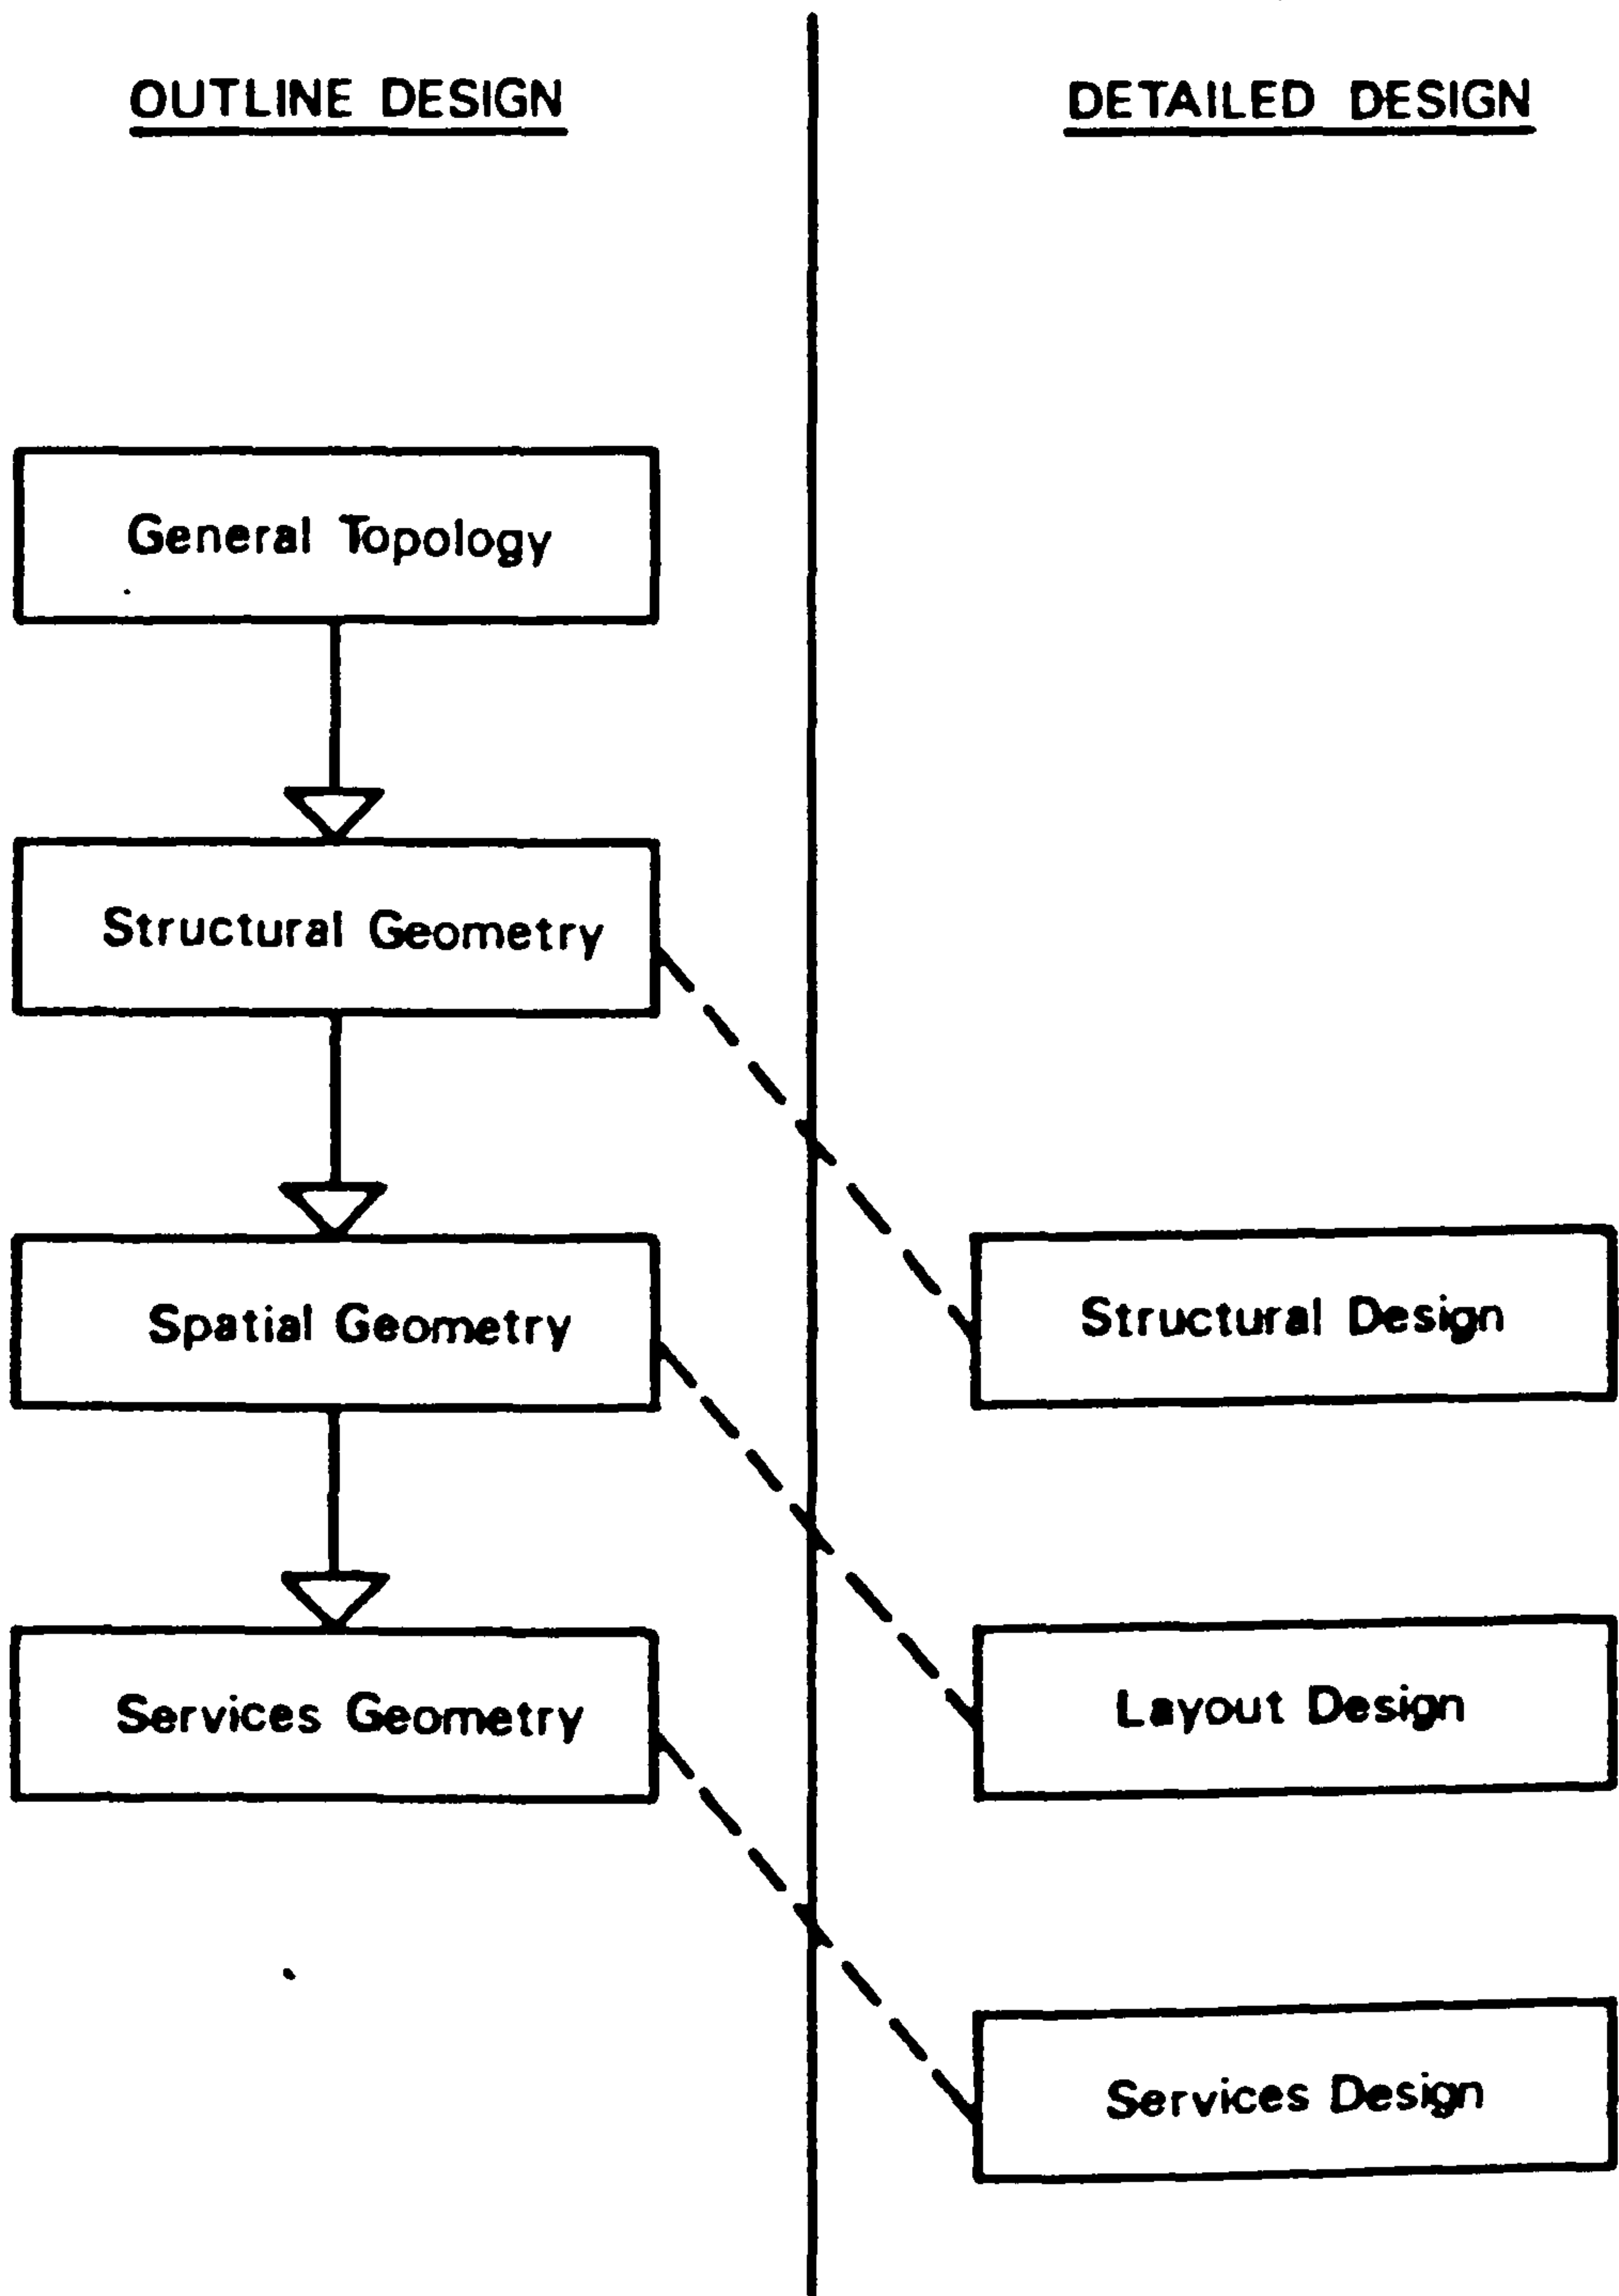 OUTLINE DESIGN
DETAILED DESIGN
General Topology
Structural Geometry
Spatial Geometry
Structural Design
Services Geometry
Layout Design
Services Design